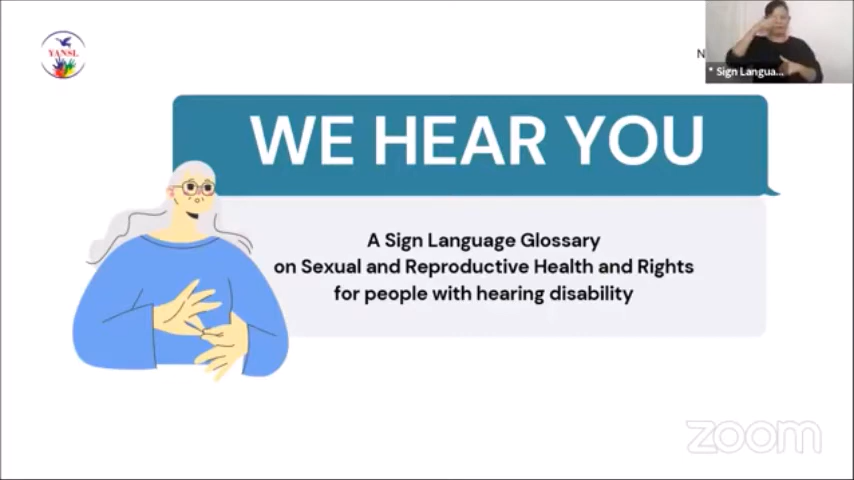 YANSL
N
* Sign Langua...
WE HEAR YOU
A Sign Language Glossary
on Sexual and Reproductive Health and Rights
for people with hearing disability
zoom